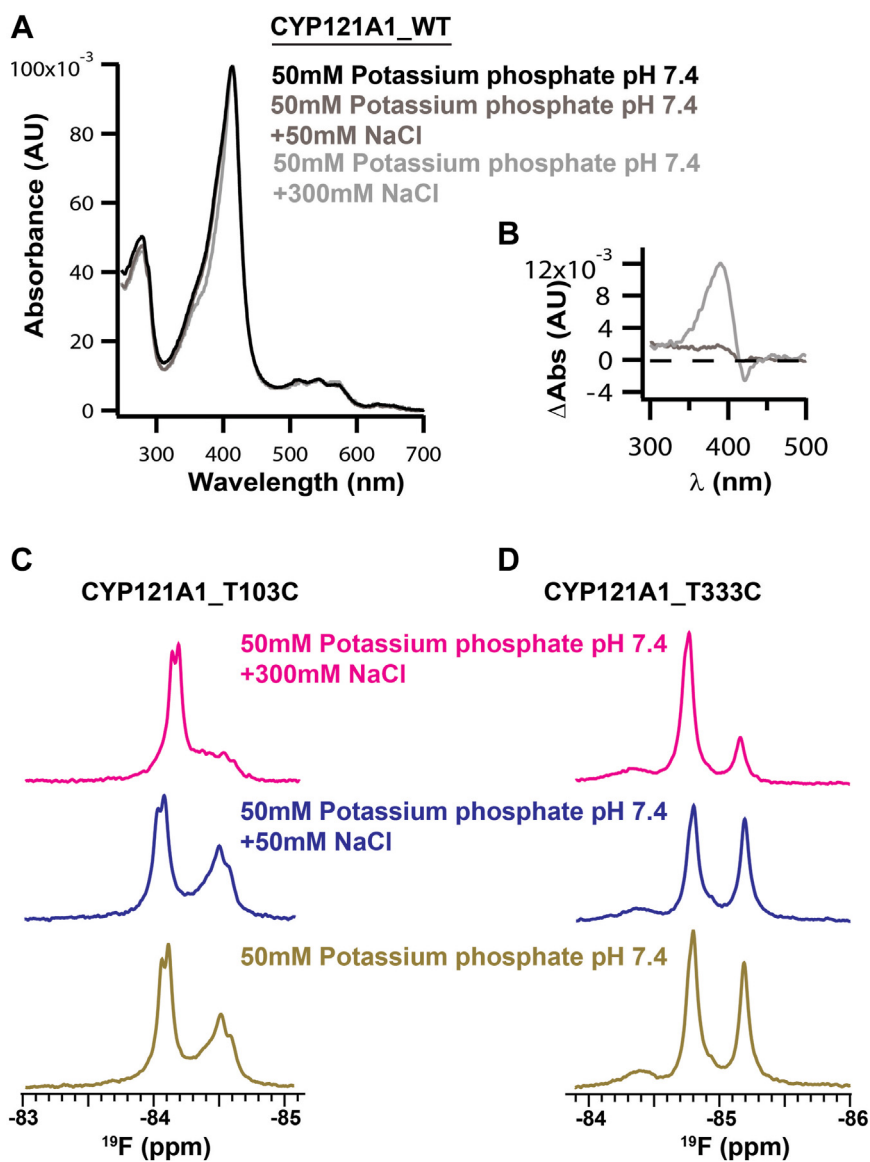 A
CYP121A1_WT
50mM Potassium phosphate pH 7.4
50mM Potassium phosphate pH 7.4
+50mM NaCl
50mM Potassium phosphate pH 7.4
+300mM NaCl
100x10-3
80
60
40
20
0
Absorbance (AU)
300 400 500 600 700
Wavelength (nm)
B
12x10-3
8
4
0
-4
ΔAbs (AU)
300 400 500
λ (nm)
C
CYP121A1_T103C
D
CYP121A1_T333C
50mM Potassium phosphate pH 7.4
+300mM NaCl
50mM Potassium phosphate pH 7.4
+50mM NaCl
50mM Potassium phosphate pH 7.4
-83 -84 -85
19F (ppm)
-84 -85 -86
19F (ppm)